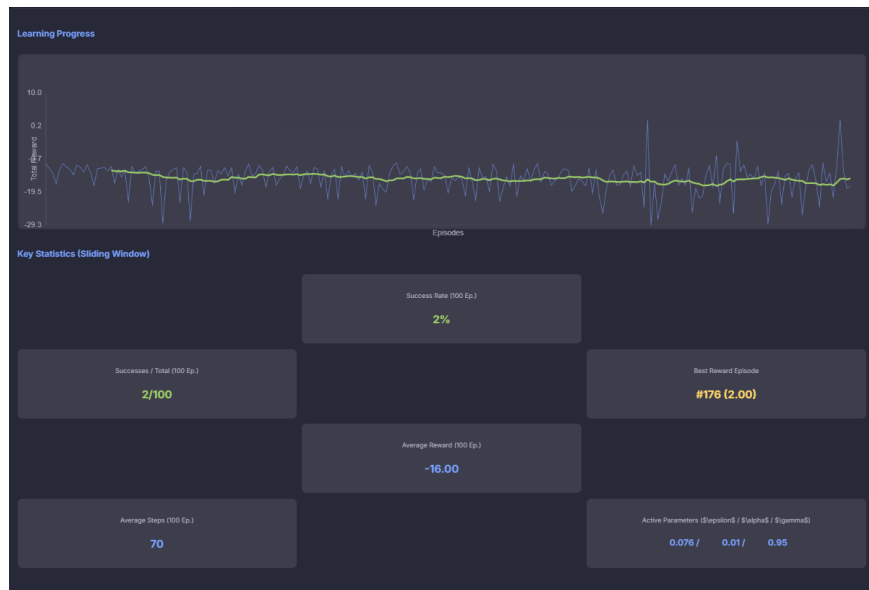 Learning Progress
10.0
0.2
-9.7
-19.5
-29.3
Total Reward
Episodes
Key Statistics (Sliding Window)
Success Rate (100 Ep.)
2%
Successes / Total (100 Ep.)
2/100
Best Reward Episode
#176 (2.00)
Average Reward (100 Ep.)
-16.00
Average Steps (100 Ep.)
70
Active Parameters ($\epsilon$ / $\alpha$ / $\gamma$)
0.076 / 0.01 / 0.95